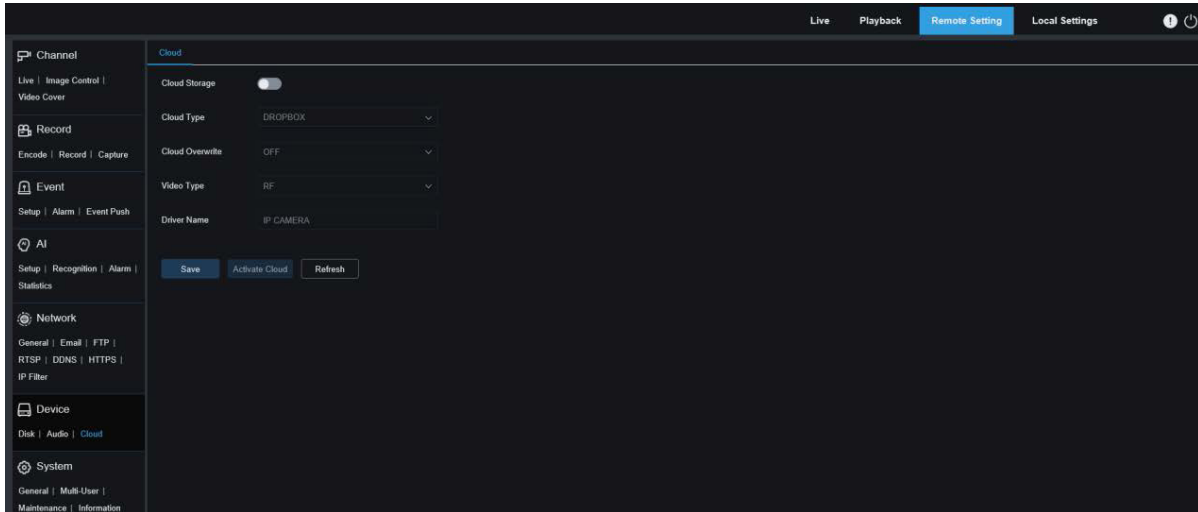 Live Playback Remote Setting Local Settings
Channel
Live | Image Control |
Video Cover
Record
Encode | Record | Capture
Event
Setup | Alarm | Event Push
AI
Setup | Recognition | Alarm |
Statistics
Network
General | Email | FTP |
RTSP | DDNS | HTTPS |
IP Filter
Device
Disk | Audio | Cloud
System
General | Multi-User |
Maintenance | Information
Cloud
Cloud Storage
Cloud Type DROPBOX
Cloud Overwrite OFF
Video Type RF
Driver Name IP CAMERA
Save Activate Cloud Refresh